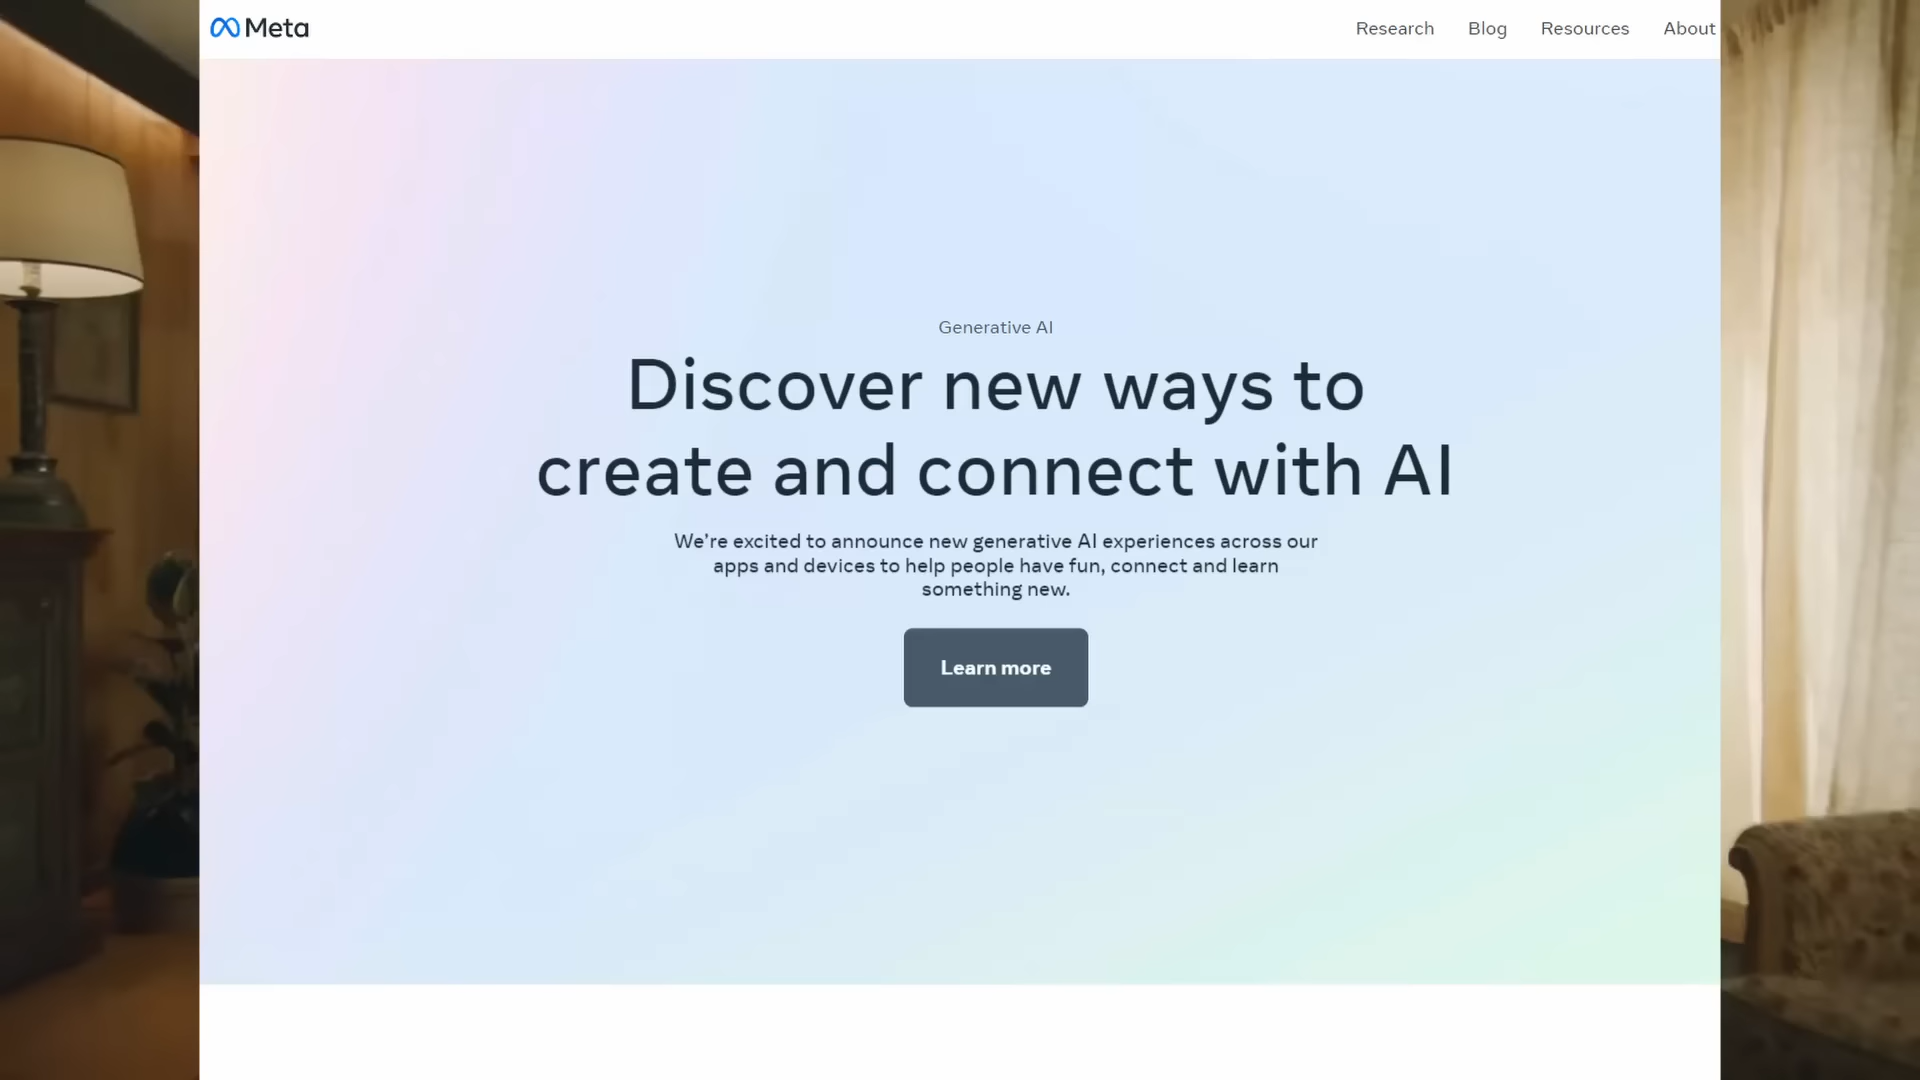 Meta
Research Blog Resources About
Generative AI
Discover new ways to
create and connect with AI
We're excited to announce new generative AI experiences across our
apps and devices to help people have fun, connect and learn
something new.
Learn more